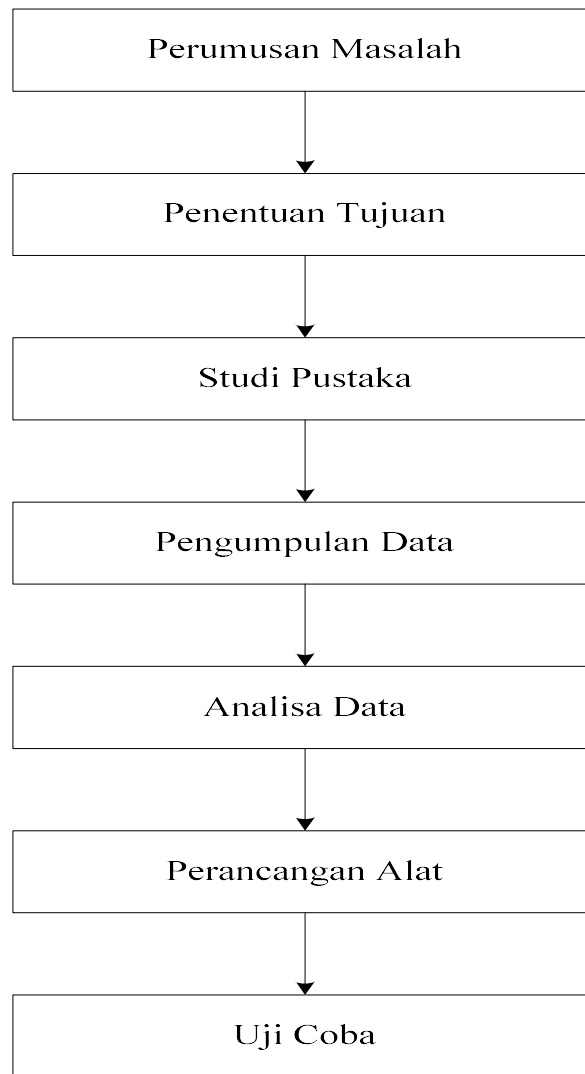 Perumusan Masalah
Penentuan Tujuan
Studi Pustaka
Pengumpulan Data
Analisa Data
Perancangan Alat
Uji Coba